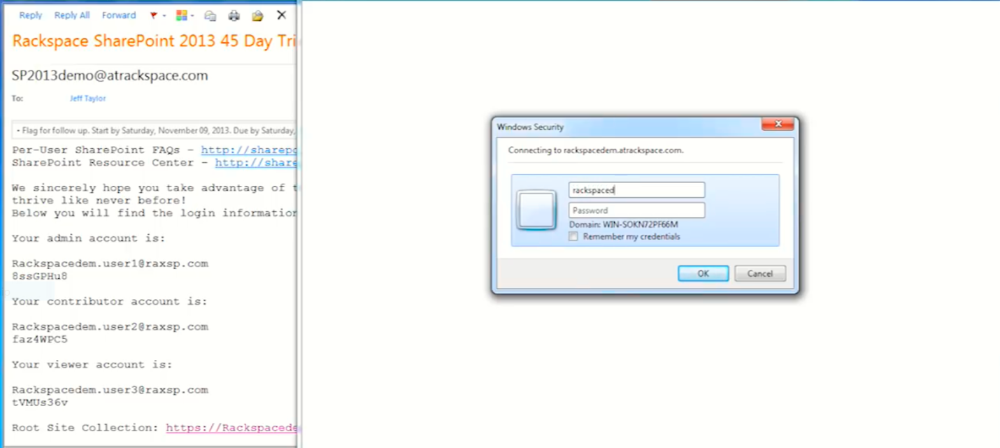 Reply Reply All Forward
Rackspace SharePoint 2013 45 Day Tri
SP2013demo@atrackspace.com
To: Jeff Taylor
• Flag for follow up. Start by Saturday, November 09, 2013. Due by Saturday,
Per-User SharePoint FAQs - http://sharepo
SharePoint Resource Center - http://share
We sincerely hope you take advantage of t
thrive like never before!
Below you will find the login information
Your admin account is:
Rackspacedem.user1@raxsp.com
8ssGPHu8
Your contributor account is:
Rackspacedem.user2@raxsp.com
faz4WPC5
Your viewer account is:
Rackspacedem.user3@raxsp.com
tVMUs36v
Root Site Collection: https://Rackspacede
Windows Security
Connecting to rackspacedem.atrackspace.com.
rackspaced
Password
Domain: WIN-SOKN72PF66M
Remember my credentials
OK Cancel